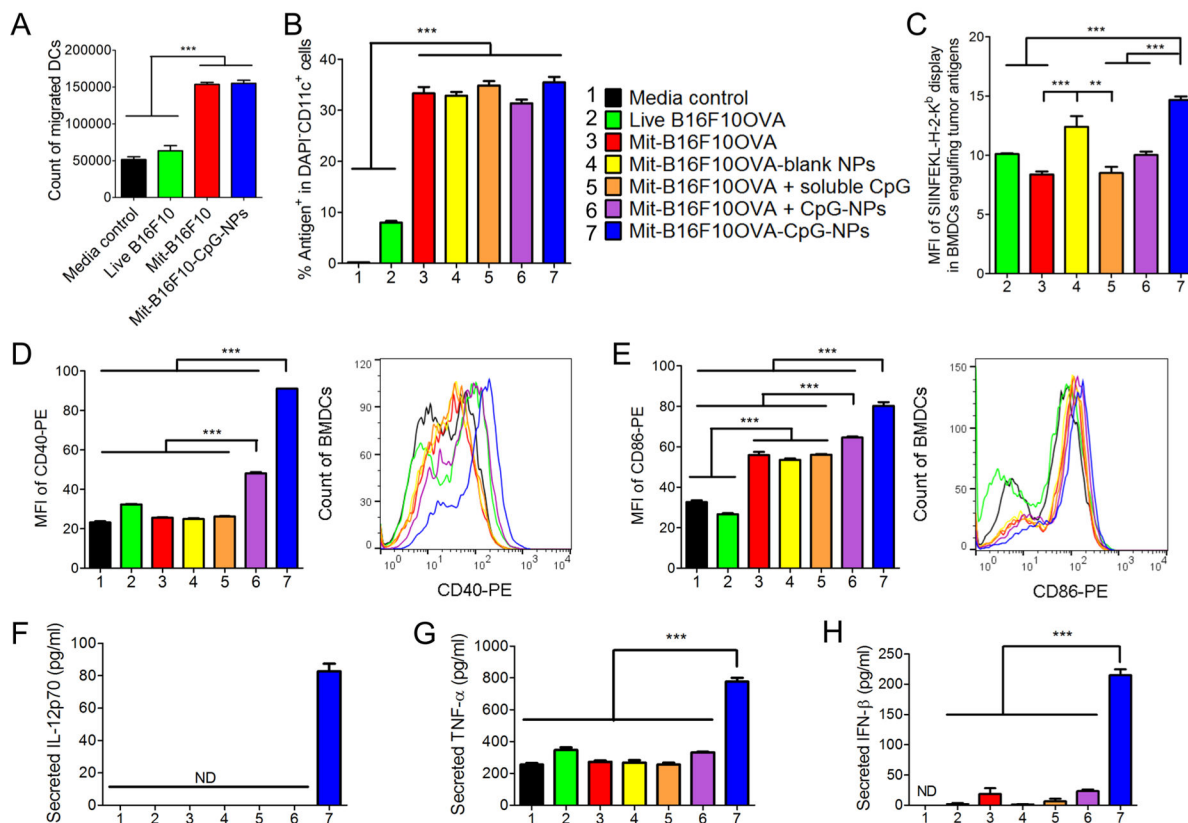 A
Count of migrated DCs
200000
150000
100000
50000
0
***
Media control
Live B16F10
Mit-B16F10
Mit-B16F10-CpG-NPs
B
% Antigen⁺ in DAPI⁻CD11c⁺ cells
40
30
20
10
0
***
1 2 3 4 5 6 7
1 Media control
2 Live B16F10OVA
3 Mit-B16F10OVA
4 Mit-B16F10OVA-blank NPs
5 Mit-B16F10OVA + soluble CpG
6 Mit-B16F10OVA + CpG-NPs
7 Mit-B16F10OVA-CpG-NPs
C
MFI of SIINFEKL-H-2-Kᵇ display
in BMDCs engulfing tumor antigens
20
15
10
5
0
***
***
*** **
2 3 4 5 6 7
D
MFI of CD40-PE
100
80
60
40
20
0
***
***
1 2 3 4 5 6 7
Count of BMDCs
120
90
60
30
0
10⁰ 10¹ 10² 10³ 10⁴
CD40-PE
E
MFI of CD86-PE
100
80
60
40
20
0
***
***
***
1 2 3 4 5 6 7
Count of BMDCs
150
100
50
0
10⁰ 10¹ 10² 10³ 10⁴
CD86-PE
F
Secreted IL-12p70 (pg/ml)
100
80
60
40
20
0
ND
1 2 3 4 5 6 7
G
Secreted TNF-α (pg/ml)
1000
800
600
400
200
0
***
1 2 3 4 5 6 7
H
Secreted IFN-β (pg/ml)
250
200
150
100
50
0
***
ND
1 2 3 4 5 6 7